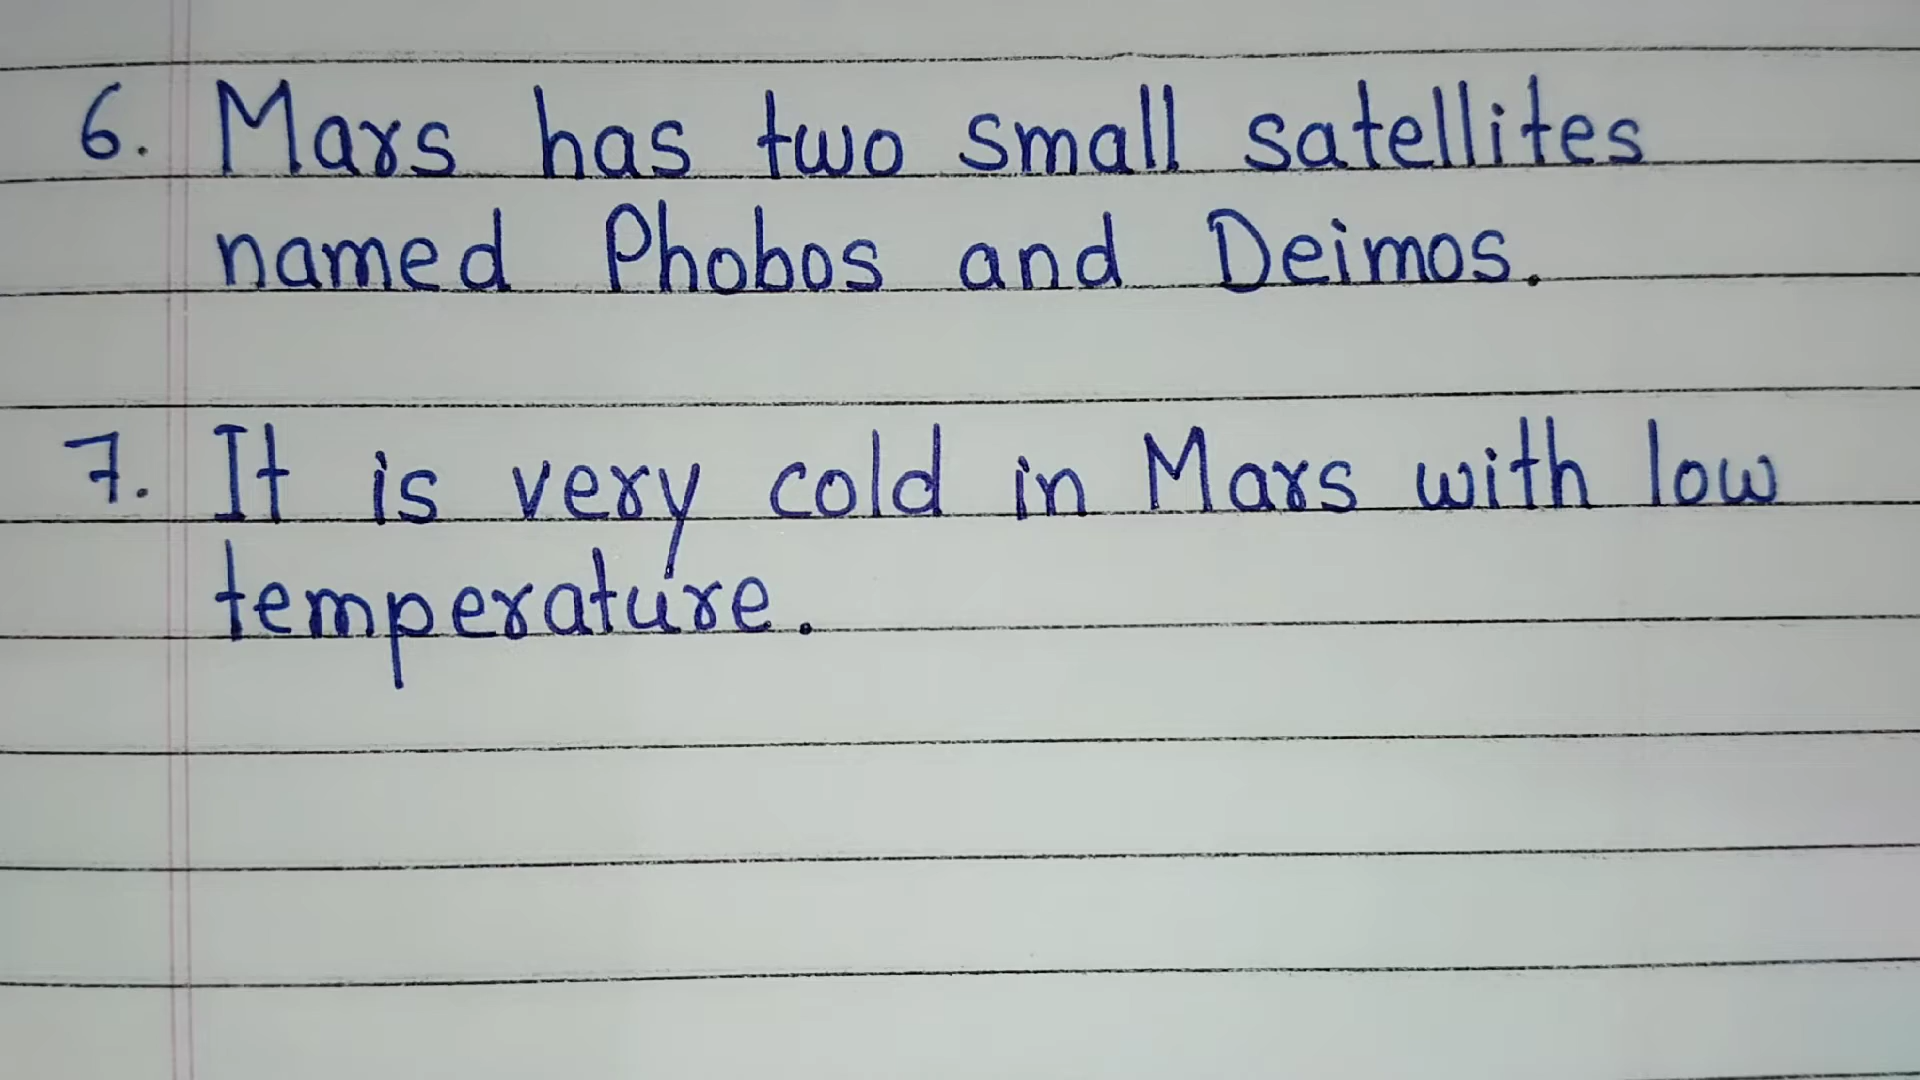 6. Mars has two small satellites
named Phobos and Deimos.
7. It is very cold in Mars with low
temperature.